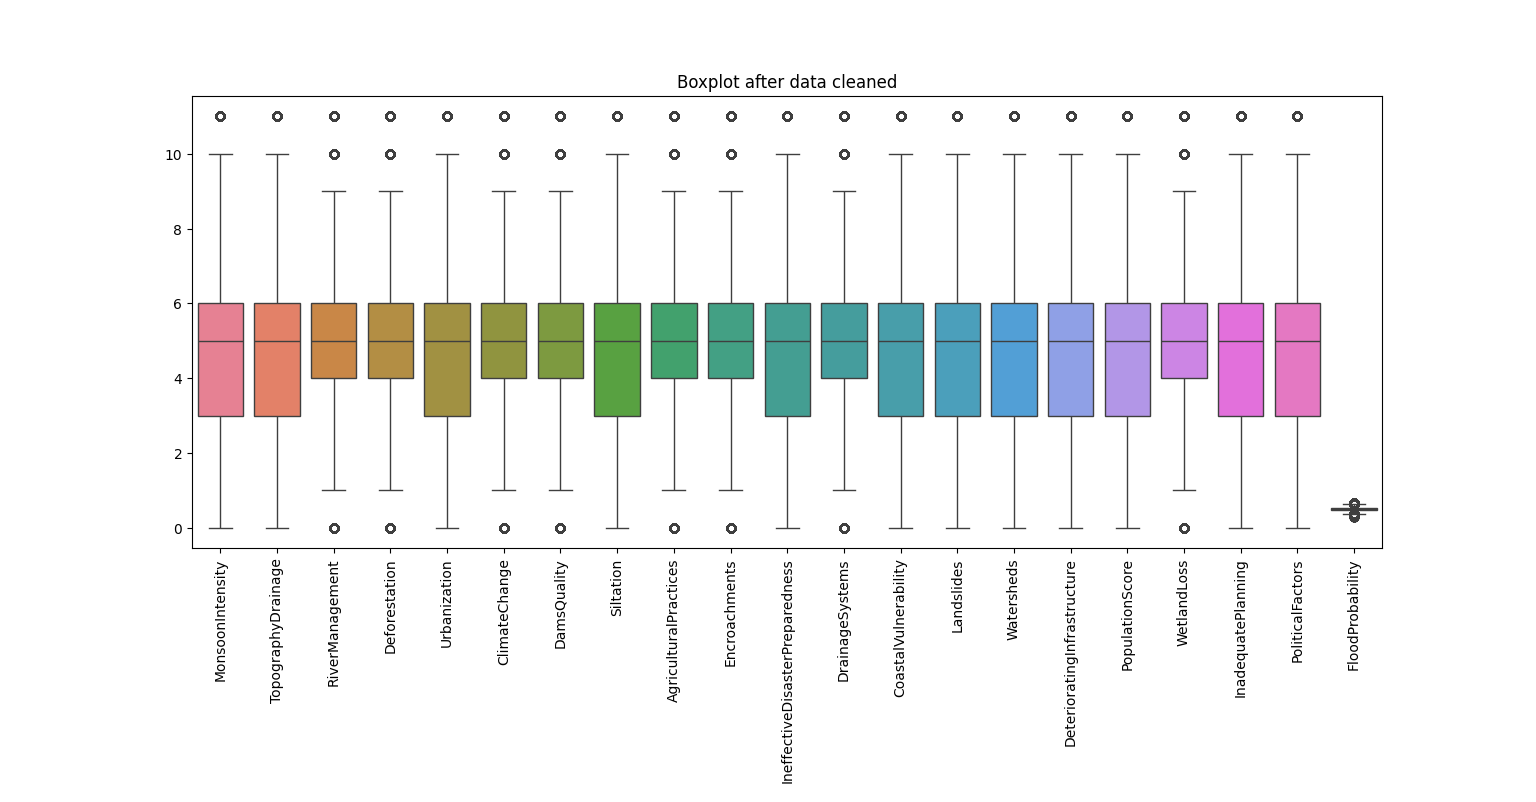 Boxplot after data cleaned
10
8
6
4
2
0
MonsoonIntensity
TopographyDrainage
RiverManagement
Deforestation
Urbanization
ClimateChange
DamsQuality
Siltation
AgriculturalPractices
Encroachments
IneffectiveDisasterPreparedness
DrainageSystems
CoastalVulnerability
Landslides
Watersheds
DeterioratingInfrastructure
PopulationScore
WetlandLoss
InadequatePlanning
PoliticalFactors
FloodProbability